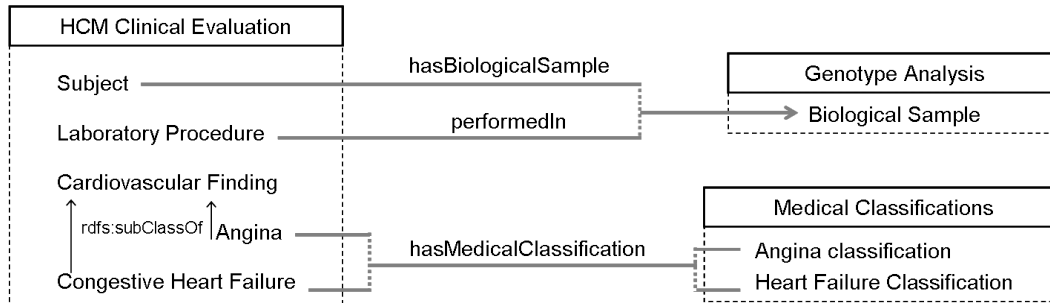 HCM Clinical Evaluation
Subject
hasBiologicalSample
Genotype Analysis
Biological Sample
Laboratory Procedure
performedIn
Cardiovascular Finding
rdfs:subClassOf
Angina
Congestive Heart Failure
hasMedicalClassification
Medical Classifications
Angina classification
Heart Failure Classification